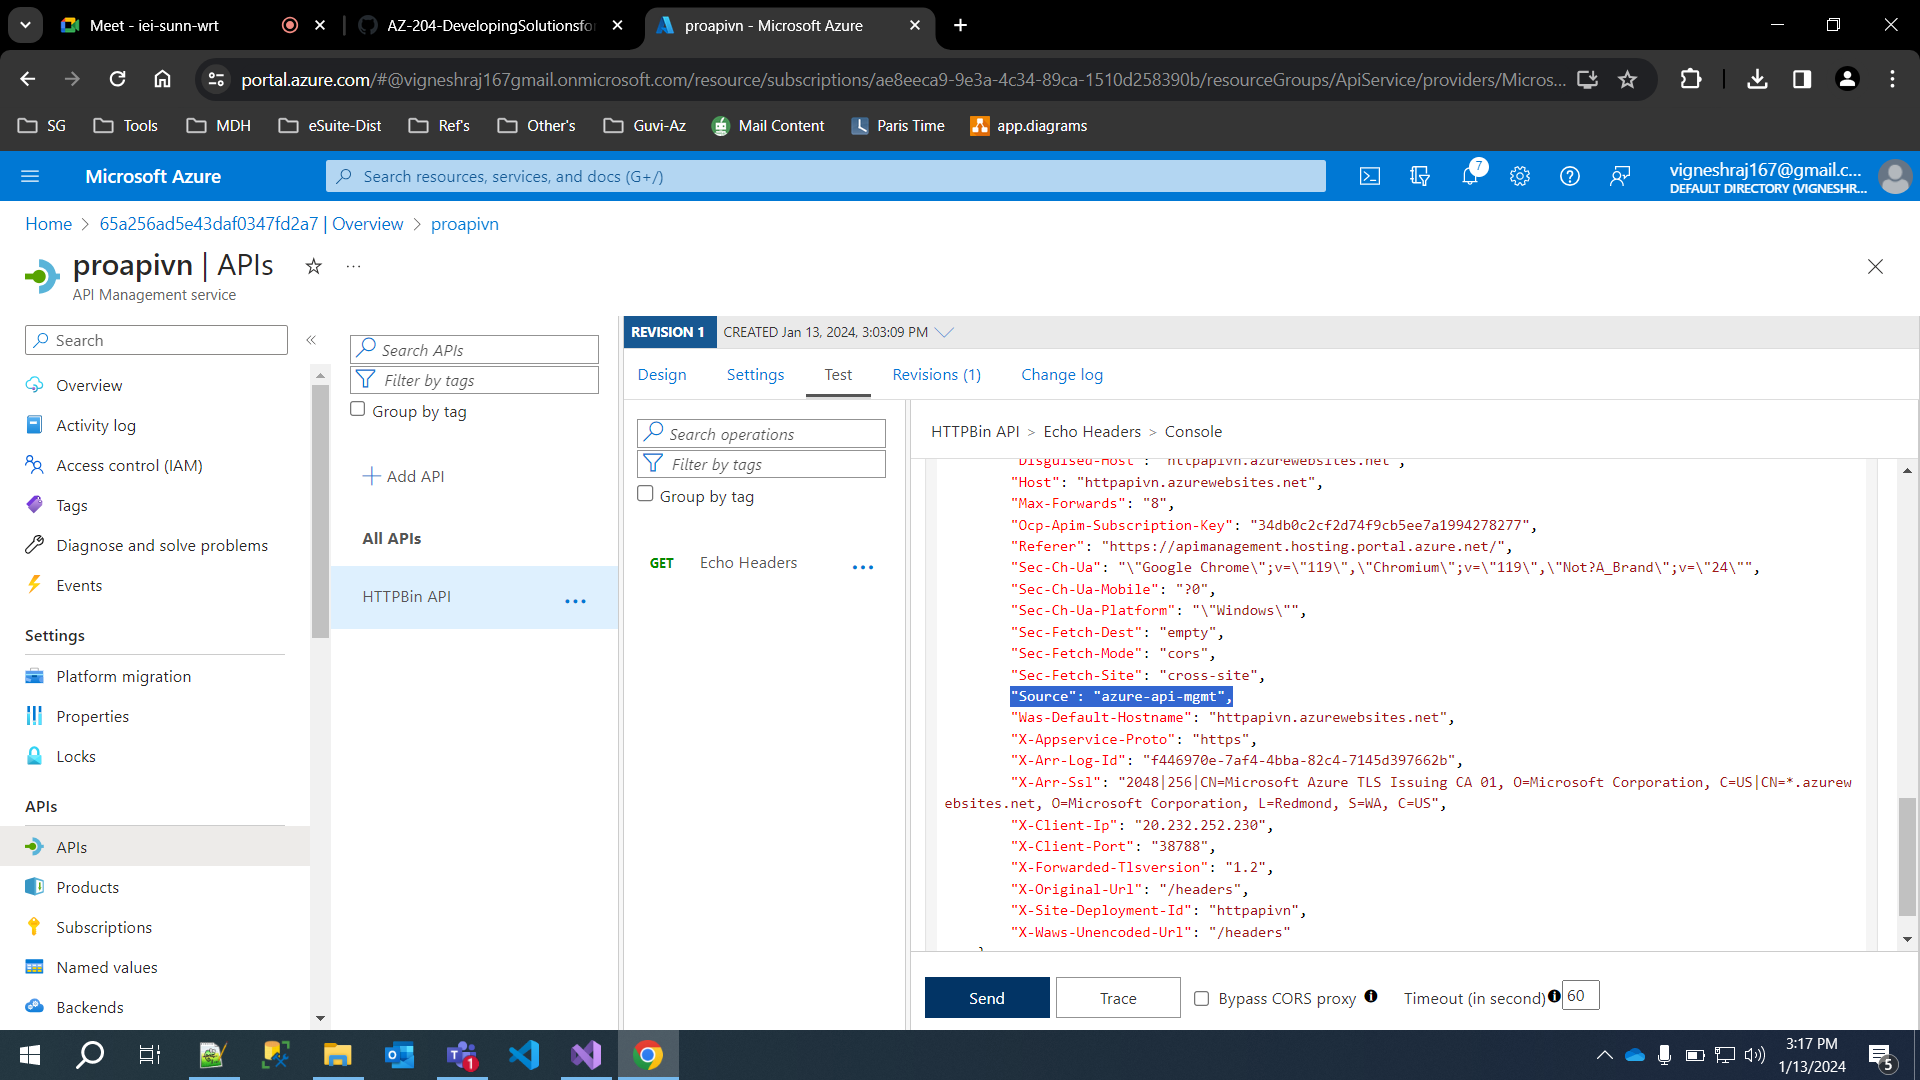 Meet - iei-sunn-wrt
AZ-204-DevelopingSolutionsfo
proapivn - Microsoft Azure
portal.azure.com/#@vigneshraj167gmail.onmicrosoft.com/resource/subscriptions/ae8eeca9-9e3a-4c34-89ca-1510d258390b/resourceGroups/ApiService/providers/Micros...
SG
Tools
MDH
eSuite-Dist
Ref's
Other's
Guvi-Az
Mail Content
Paris Time
app.diagrams
Microsoft Azure
Search resources, services, and docs (G+/)
7
vigneshraj167@gmail.c...
DEFAULT DIRECTORY (VIGNESHR...
Home > 65a256ad5e43daf0347fd2a7 | Overview > proapivn
proapivn | APIs
API Management service
Search
Overview
Activity log
Access control (IAM)
Tags
Diagnose and solve problems
Events
Settings
Platform migration
Properties
Locks
APIs
APIs
Products
Subscriptions
Named values
Backends
Search APIs
Filter by tags
Group by tag
Add API
All APIs
HTTPBin API
REVISION 1
CREATED Jan 13, 2024, 3:03:09 PM
Design
Settings
Test
Revisions (1)
Change log
Search operations
Filter by tags
Group by tag
GET Echo Headers
HTTPBin API > Echo Headers > Console
"Disguised-Host": "httpapivn.azurewebsites.net",
"Host": "httpapivn.azurewebsites.net",
"Max-Forwards": "8",
"Ocp-Apim-Subscription-Key": "34db0c2cf2d74f9cb5ee7a1994278277",
"Referer": "https://apimanagement.hosting.portal.azure.net/",
"Sec-Ch-Ua": "\"Google Chrome\";v=\"119\",\"Chromium\";v=\"119\",\"Not?A_Brand\";v=\"24\"",
"Sec-Ch-Ua-Mobile": "?0",
"Sec-Ch-Ua-Platform": "\"Windows\"",
"Sec-Fetch-Dest": "empty",
"Sec-Fetch-Mode": "cors",
"Sec-Fetch-Site": "cross-site",
"Source": "azure-api-mgmt",
"Was-Default-Hostname": "httpapivn.azurewebsites.net",
"X-Appservice-Proto": "https",
"X-Arr-Log-Id": "f446970e-7af4-4bba-82c4-7145d397662b",
"X-Arr-Ssl": "2048|256|CN=Microsoft Azure TLS Issuing CA 01, O=Microsoft Corporation, C=US|CN=*.azurew
ebsites.net, O=Microsoft Corporation, L=Redmond, S=WA, C=US",
"X-Client-Ip": "20.232.252.230",
"X-Client-Port": "38788",
"X-Forwarded-Tlsversion": "1.2",
"X-Original-Url": "/headers",
"X-Site-Deployment-Id": "httpapivn",
"X-Waws-Unencoded-Url": "/headers"
Send
Trace
Bypass CORS proxy
Timeout (in second)
60
1
3:17 PM
1/13/2024
5